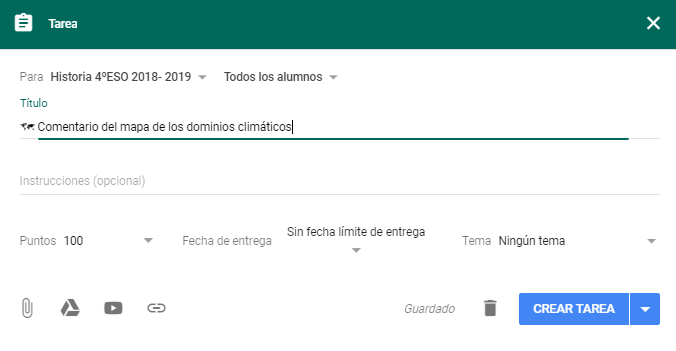 Tarea
Para Historia 4ºESO 2018- 2019 Todos los alumnos
Título
Comentario del mapa de los dominios climáticos
Instrucciones (opcional)
Puntos 100 Fecha de entrega Sin fecha límite de entrega Tema Ningún tema
Guardado CREAR TAREA